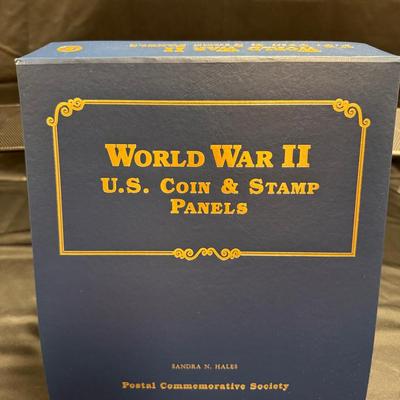 WORLD WAR II
U.S. COIN & STAMP
PANELS
SANDRA N. HALES
Postal Commemorative Society